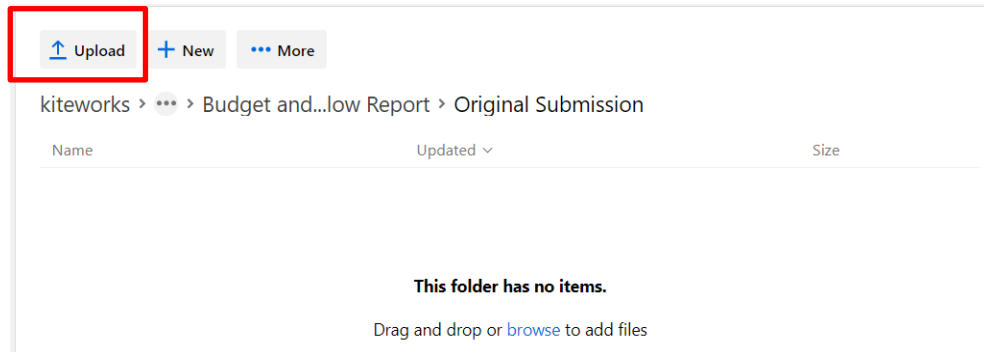 Upload New ••• More
kiteworks > ••• > Budget and...low Report > Original Submission
Name Updated Size
This folder has no items.
Drag and drop or browse to add files